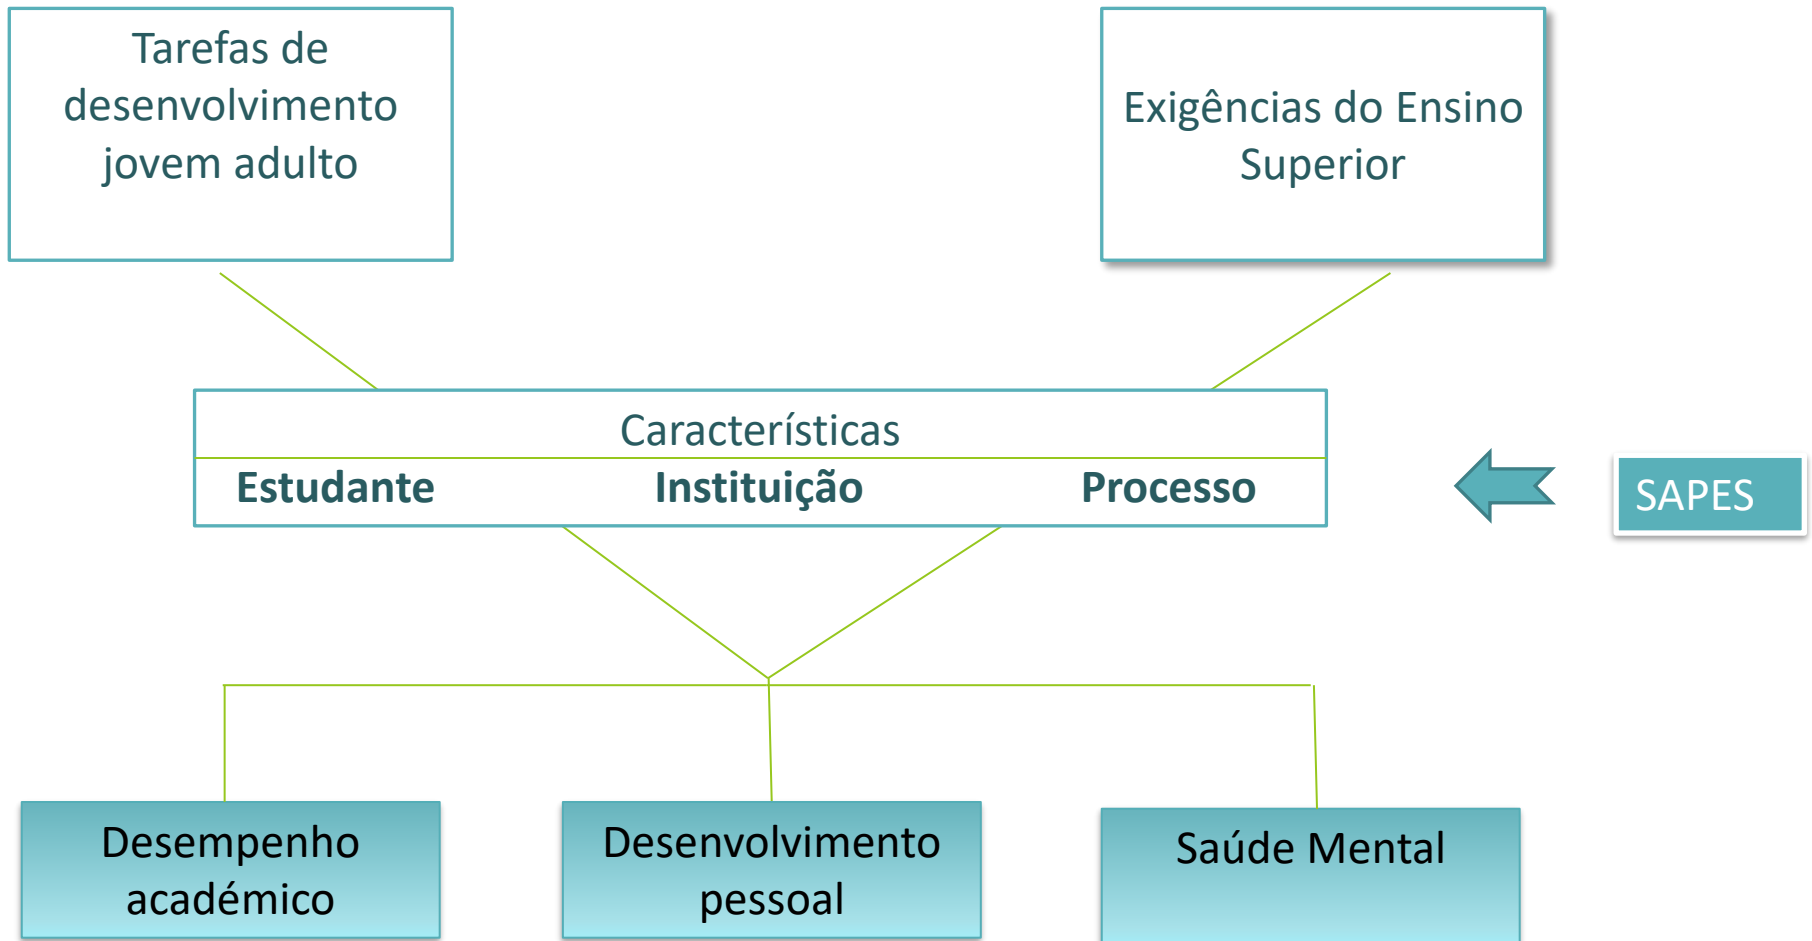 Tarefas de
desenvolvimento
jovem adulto
Exigências do Ensino
Superior
Características
Estudante Instituição Processo
SAPES
Desempenho
académico
Desenvolvimento
pessoal
Saúde Mental